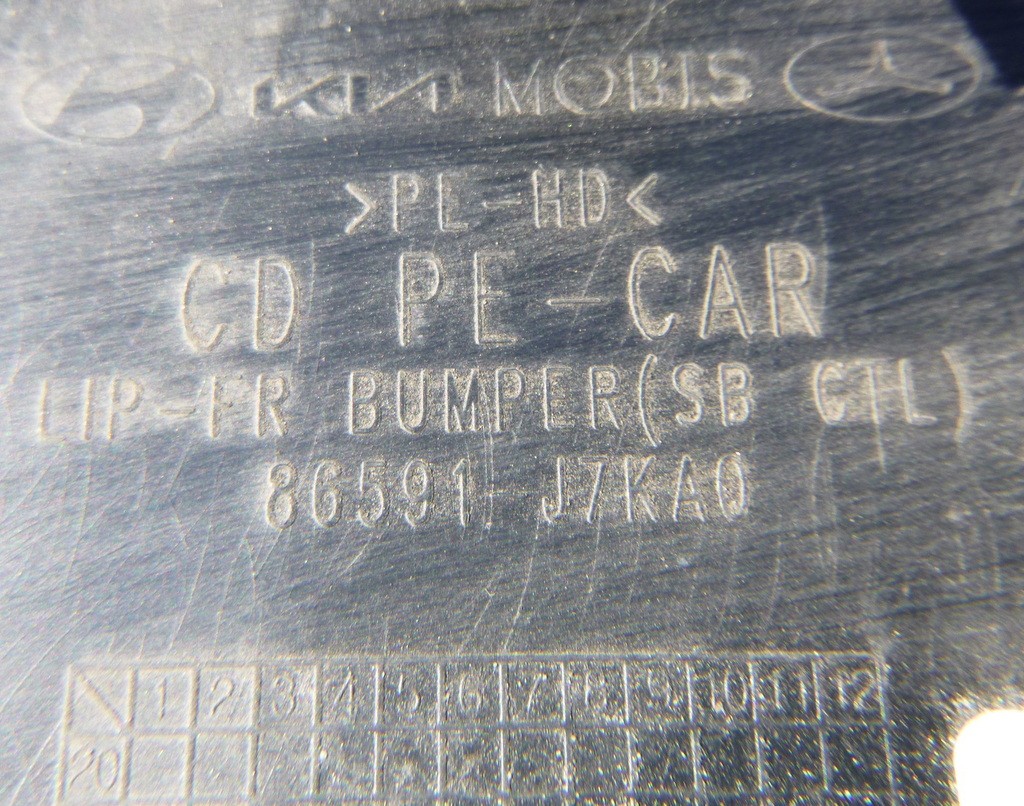 KIA MOBIS
>PL-HD<
CD PE-CAR
LIP-FR BUMPER(SB CTL)
86591 J7KA0
1 2 3 4 5 6 7 8 9 10 11 12
20